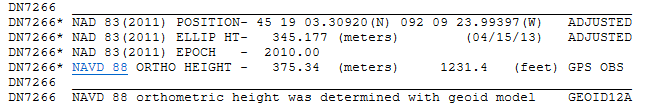 DN7266
DN7266* NAD 83(2011) POSITION- 45 19 03.30920(N) 092 09 23.99397(W) ADJUSTED
DN7266* NAD 83(2011) ELLIP HT- 345.177 (meters) (04/15/13) ADJUSTED
DN7266* NAD 83(2011) EPOCH - 2010.00
DN7266* NAVD 88 ORTHO HEIGHT - 375.34 (meters) 1231.4 (feet) GPS OBS
DN7266
DN7266 NAVD 88 orthometric height was determined with geoid model GEOID12A